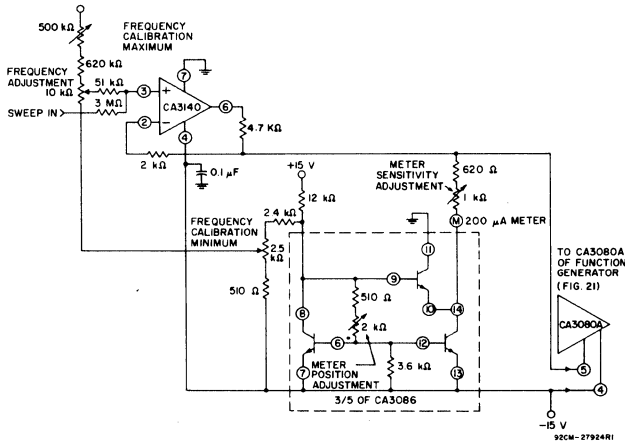 500 kΩ
FREQUENCY
CALIBRATION
MAXIMUM
620 kΩ
FREQUENCY
ADJUSTMENT
10 kΩ
51 kΩ
SWEEP IN
3 MΩ
3
2
+
−
CA3140
7
4
6
4.7 KΩ
2 kΩ
0.1 µF
+15 V
12 kΩ
METER
SENSITIVITY
ADJUSTMENT
620 Ω
1 kΩ
M
200 µA METER
FREQUENCY
CALIBRATION
MINIMUM
2.4 kΩ
2.5
kΩ
510 Ω
11
9
10
14
8
510 Ω
2 kΩ
6
12
7
METER
POSITION
ADJUSTMENT
3.6 kΩ
13
3/5 OF CA3086
TO CA3080A
OF FUNCTION
GENERATOR
(FIG. 21)
CA3080A
5
4
−15 V
92CM-27924R1